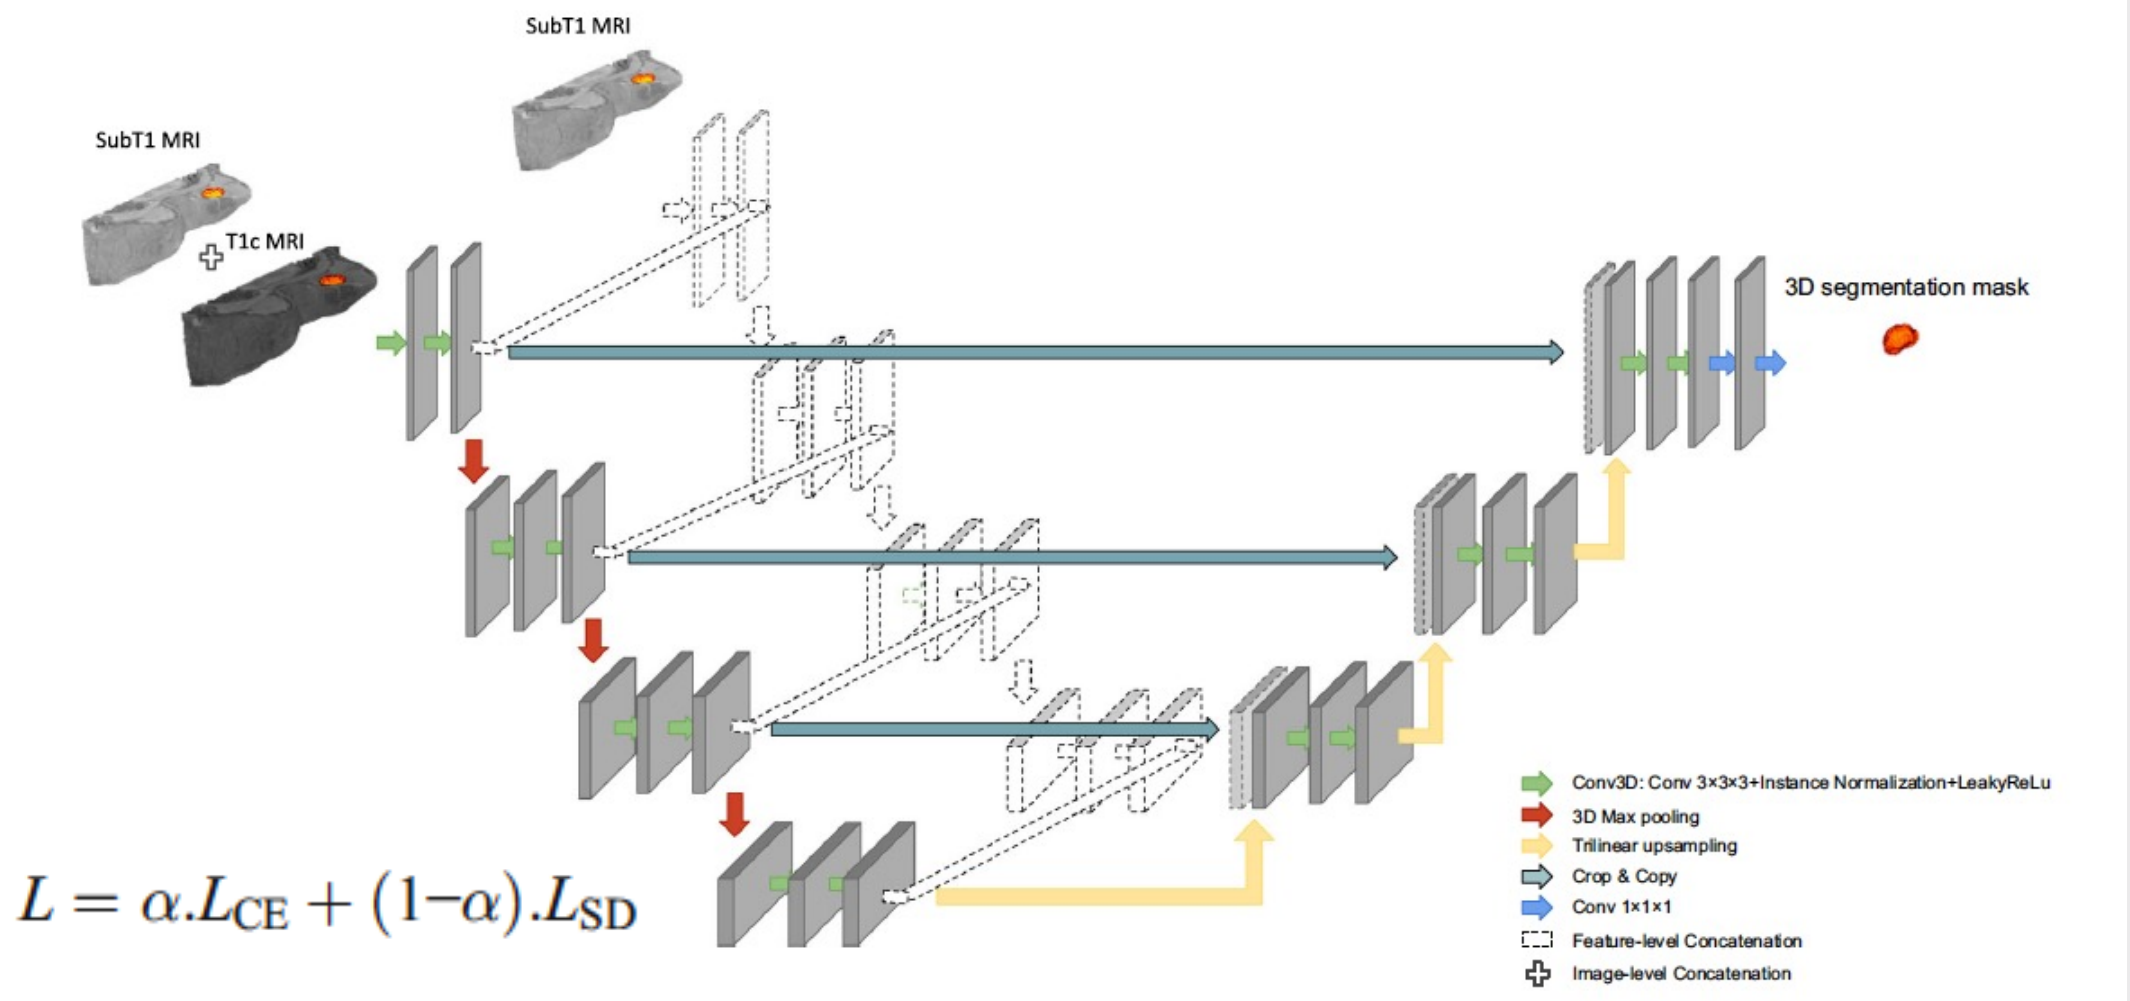 SubT1 MRI
SubT1 MRI
T1c MRI
3D segmentation mask
Conv3D: Conv 3×3×3+Instance Normalization+LeakyReLu
3D Max pooling
Trilinear upsampling
Crop & Copy
Conv 1×1×1
Feature-level Concatenation
Image-level Concatenation
L = α.L_CE + (1−α).L_SD